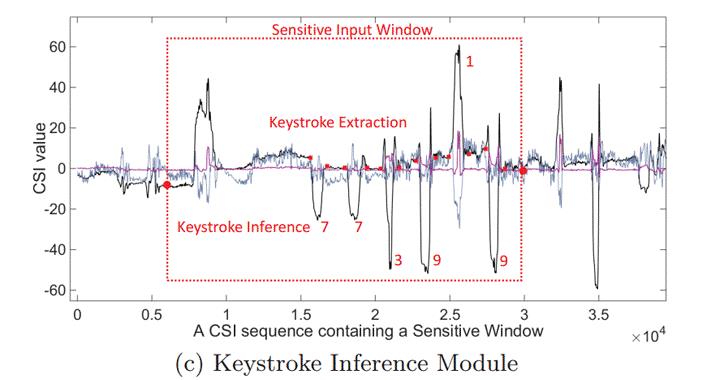 Sensitive Input Window
60
1
40
Keystroke Extraction
20
CSI value
0
-20
Keystroke Inference 7 7
3 9 9
-40
-60
0 0.5 1 1.5 2 2.5 3 3.5
A CSI sequence containing a Sensitive Window ×10⁴
(c) Keystroke Inference Module